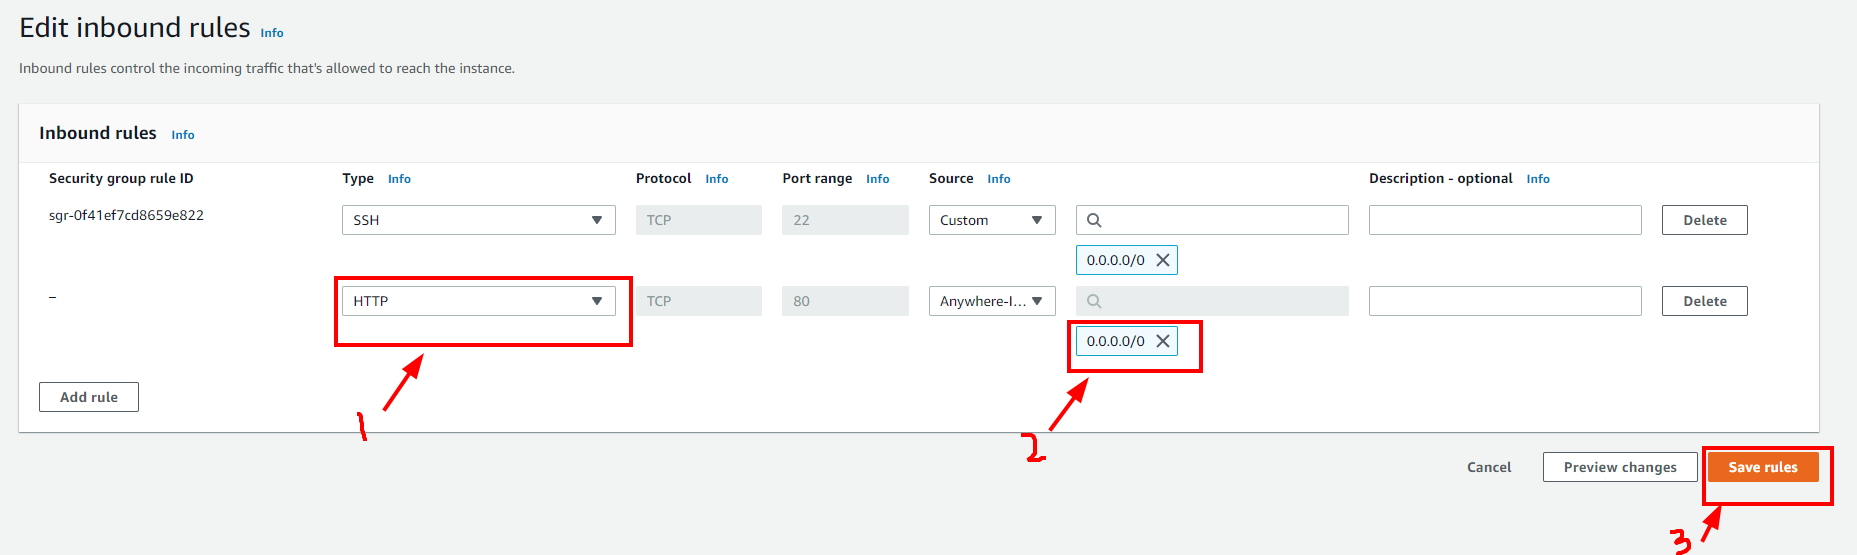 Edit inbound rules Info
Inbound rules control the incoming traffic that's allowed to reach the instance.
Inbound rules Info
Security group rule ID Type Info Protocol Info Port range Info Source Info Description - optional Info
sgr-0f41ef7cd8659e822 SSH TCP 22 Custom Delete
0.0.0.0/0
– HTTP TCP 80 Anywhere-I... Delete
0.0.0.0/0
Add rule
1
2
Cancel Preview changes Save rules
3